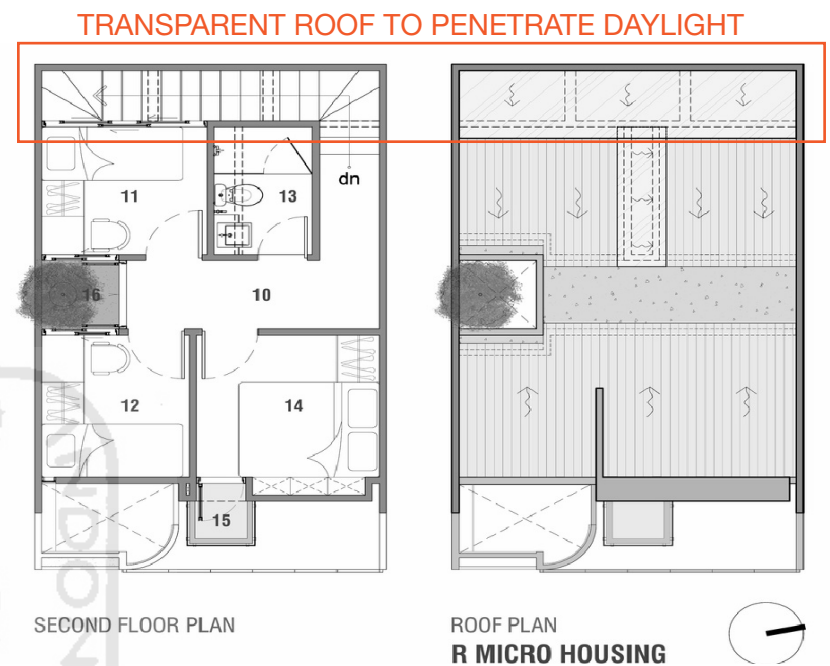 TRANSPARENT ROOF TO PENETRATE DAYLIGHT
dn
11
13
16
10
12
14
15
SECOND FLOOR PLAN
ROOF PLAN
R MICRO HOUSING